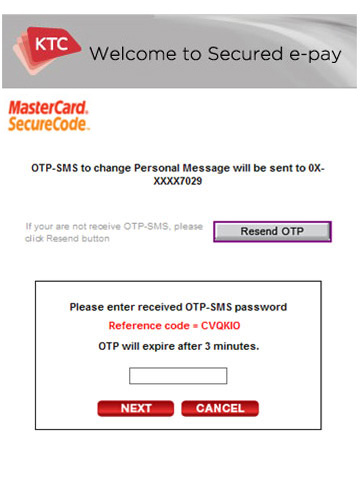 KTC
Welcome to Secured e-pay
MasterCard.
SecureCode.
OTP-SMS to change Personal Message will be sent to 0X-
XXXX7029
If your are not receive OTP-SMS, please
click Resend button
Resend OTP
Please enter received OTP-SMS password
Reference code = CVQKIO
OTP will expire after 3 minutes.
NEXT
CANCEL